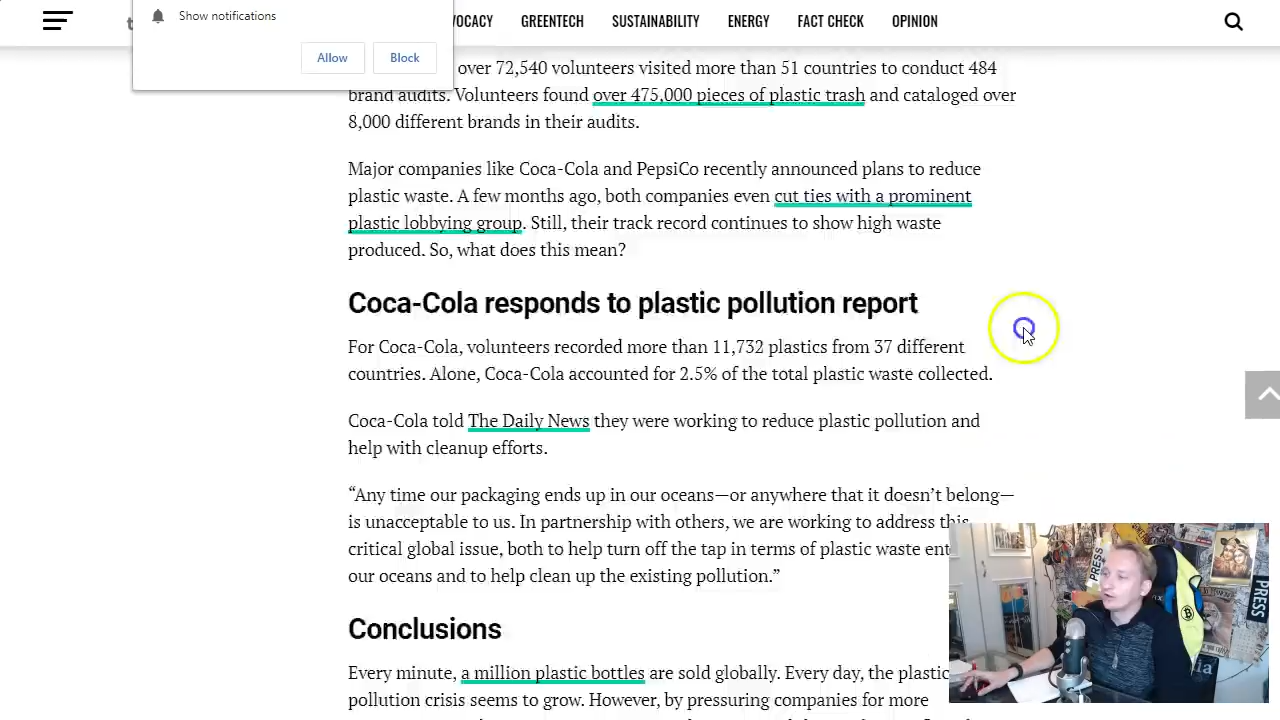 Show notifications
Allow
Block
VOCACY
GREENTECH
SUSTAINABILITY
ENERGY
FACT CHECK
OPINION
over 72,540 volunteers visited more than 51 countries to conduct 484
brand audits. Volunteers found over 475,000 pieces of plastic trash and cataloged over
8,000 different brands in their audits.
Major companies like Coca-Cola and PepsiCo recently announced plans to reduce
plastic waste. A few months ago, both companies even cut ties with a prominent
plastic lobbying group. Still, their track record continues to show high waste
produced. So, what does this mean?
Coca-Cola responds to plastic pollution report
For Coca-Cola, volunteers recorded more than 11,732 plastics from 37 different
countries. Alone, Coca-Cola accounted for 2.5% of the total plastic waste collected.
Coca-Cola told The Daily News they were working to reduce plastic pollution and
help with cleanup efforts.
“Any time our packaging ends up in our oceans—or anywhere that it doesn’t belong—
is unacceptable to us. In partnership with others, we are working to address this
critical global issue, both to help turn off the tap in terms of plastic waste ent
our oceans and to help clean up the existing pollution.”
PRESS
PRESS
Conclusions
Every minute, a million plastic bottles are sold globally. Every day, the plastic
pollution crisis seems to grow. However, by pressuring companies for more